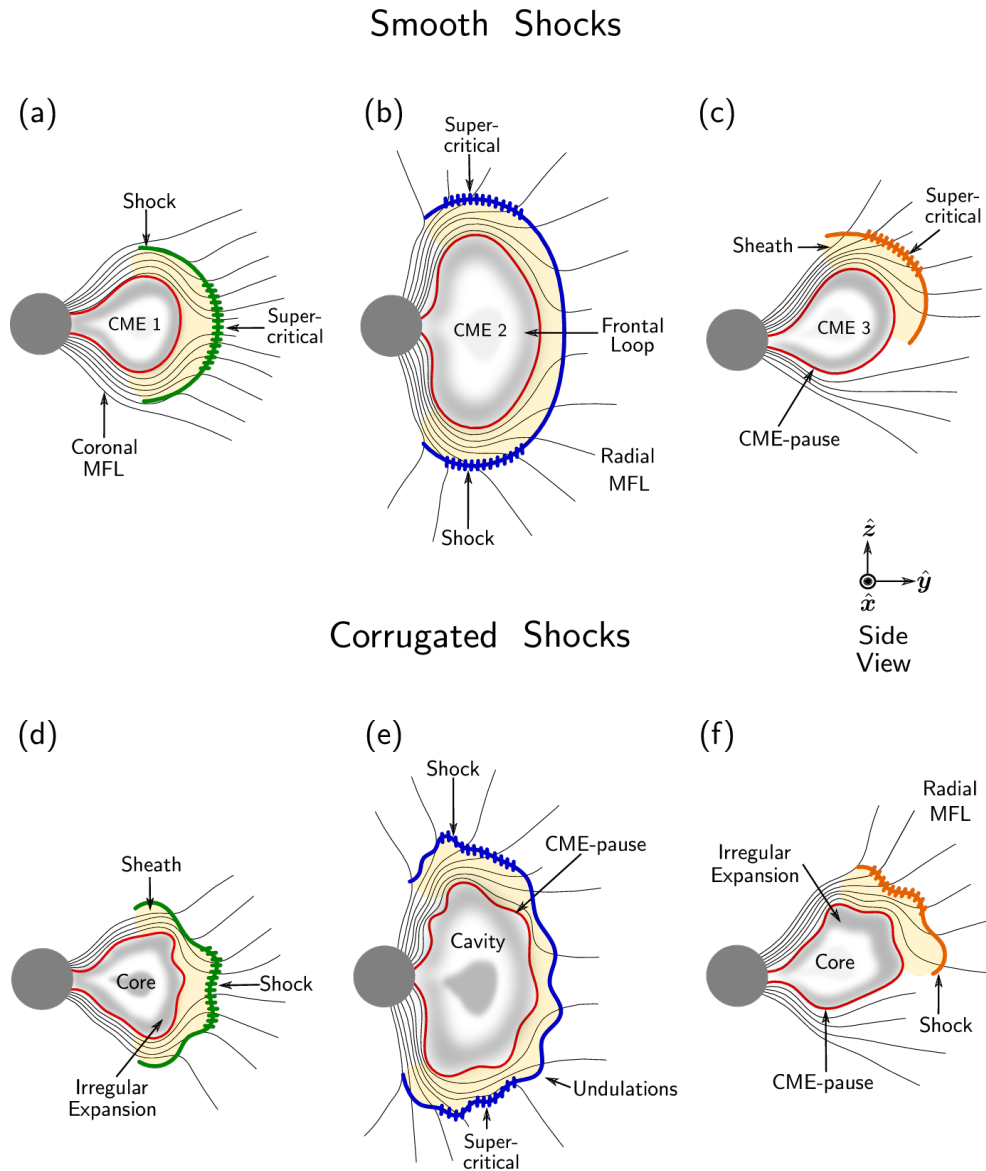 Smooth Shocks
(a)
Shock
CME 1
Super-
critical
Coronal
MFL
(b)
Super-
critical
CME 2
Frontal
Loop
Radial
MFL
Shock
(c)
Super-
critical
Sheath
CME 3
CME-pause
ẑ
ŷ
x̂
Side
View
Corrugated Shocks
(d)
Sheath
Core
Shock
Irregular
Expansion
(e)
Shock
CME-pause
Cavity
Undulations
Super-
critical
(f)
Radial
MFL
Irregular
Expansion
Core
Shock
CME-pause